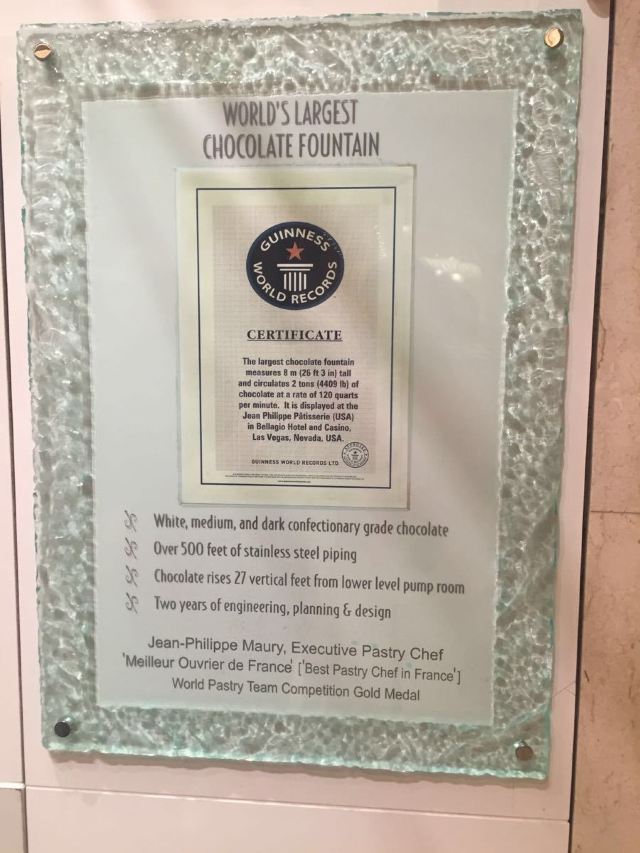 WORLD'S LARGEST
CHOCOLATE FOUNTAIN
GUINNESS
WORLD RECORDS
CERTIFICATE
The largest chocolate fountain
measures 8 m (26 ft 3 in) tall
and circulates 2 tons (4409 lb) of
chocolate at a rate of 120 quarts
per minute. It is displayed at the
Jean Philippe Pâtisserie (USA)
in Bellagio Hotel and Casino,
Las Vegas, Nevada, USA.
GUINNESS WORLD RECORDS LTD
White, medium, and dark confectionary grade chocolate
Over 500 feet of stainless steel piping
Chocolate rises 27 vertical feet from lower level pump room
Two years of engineering, planning & design
Jean-Philippe Maury, Executive Pastry Chef
'Meilleur Ouvrier de France' ['Best Pastry Chef in France']
World Pastry Team Competition Gold Medal